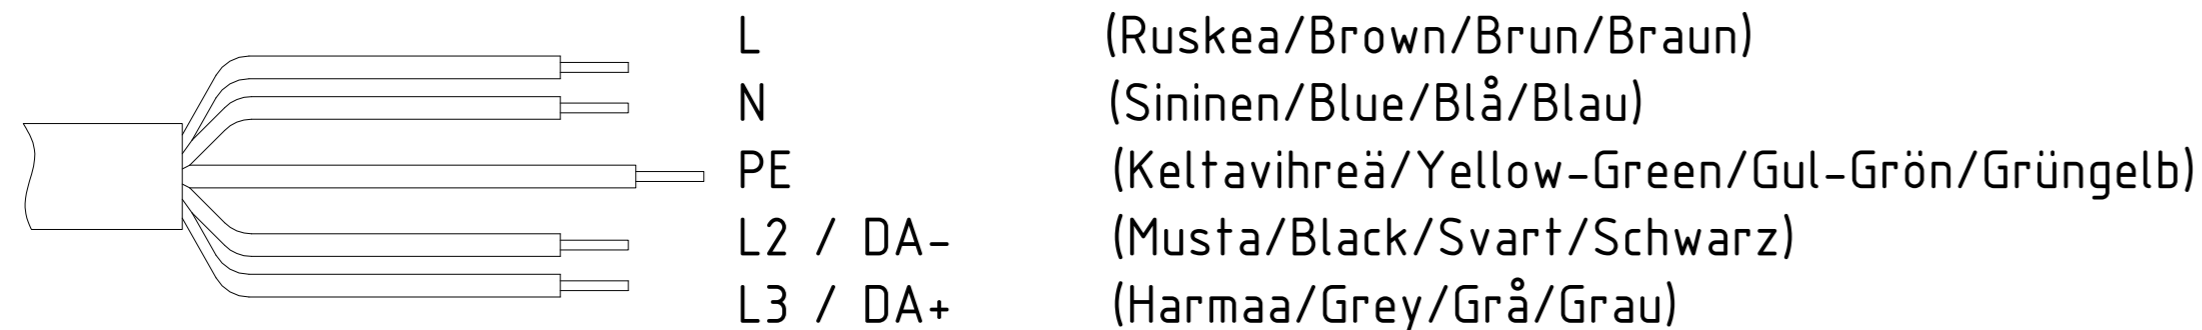 L (Ruskea/Brown/Brun/Braun)
N (Sininen/Blue/Blå/Blau)
PE (Keltavihreä/Yellow-Green/Gul-Grön/Grüngelb)
L2 / DA- (Musta/Black/Svart/Schwarz)
L3 / DA+ (Harmaa/Grey/Grå/Grau)